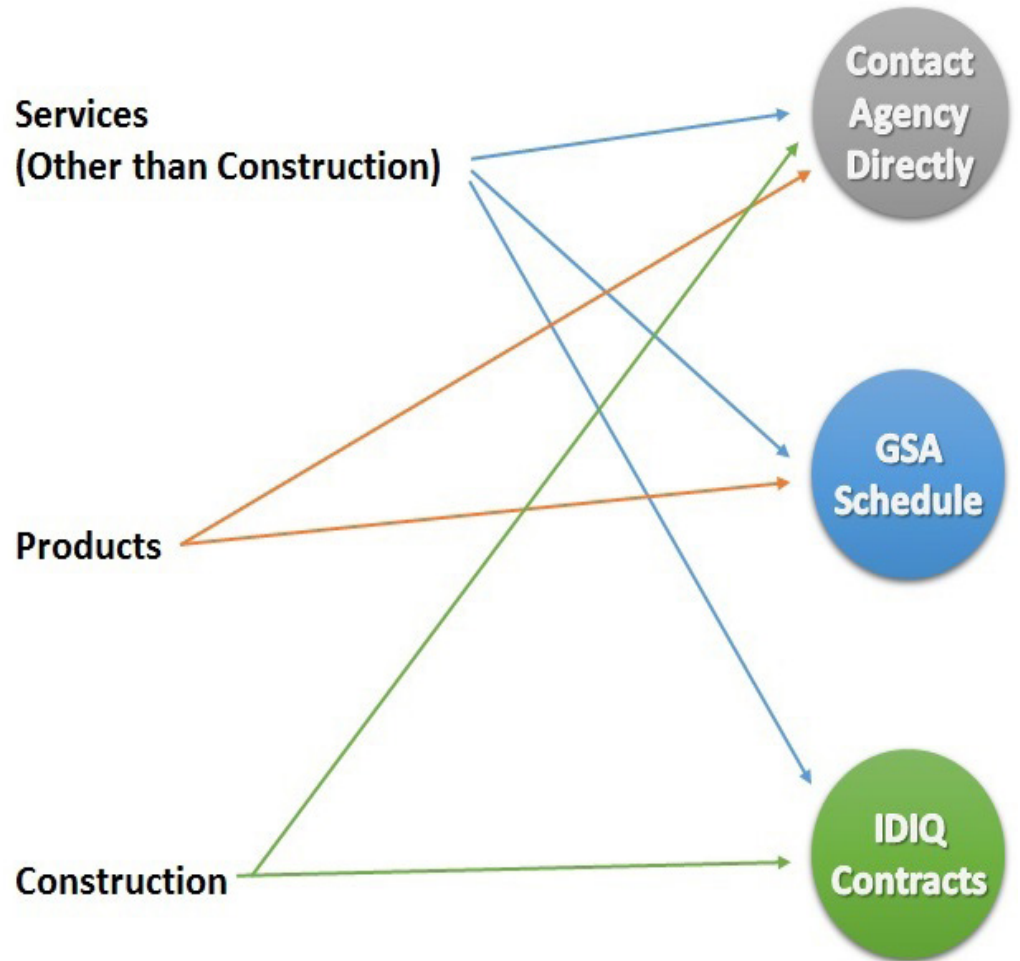 Services
(Other than Construction)
Products
Construction
Contact
Agency
Directly
GSA
Schedule
IDIQ
Contracts